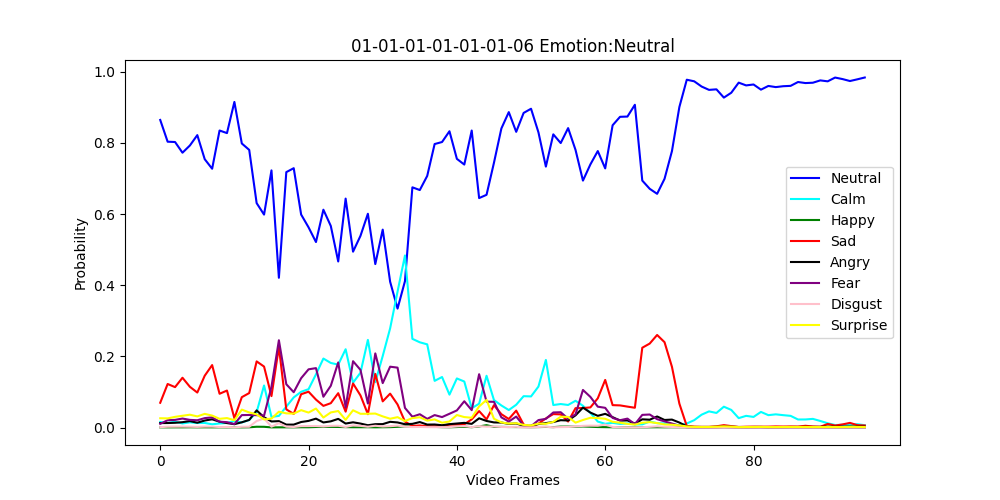 01-01-01-01-01-01-06 Emotion:Neutral
Probability
1.0
0.8
0.6
0.4
0.2
0.0
0 20 40 60 80
Video Frames
Neutral
Calm
Happy
Sad
Angry
Fear
Disgust
Surprise